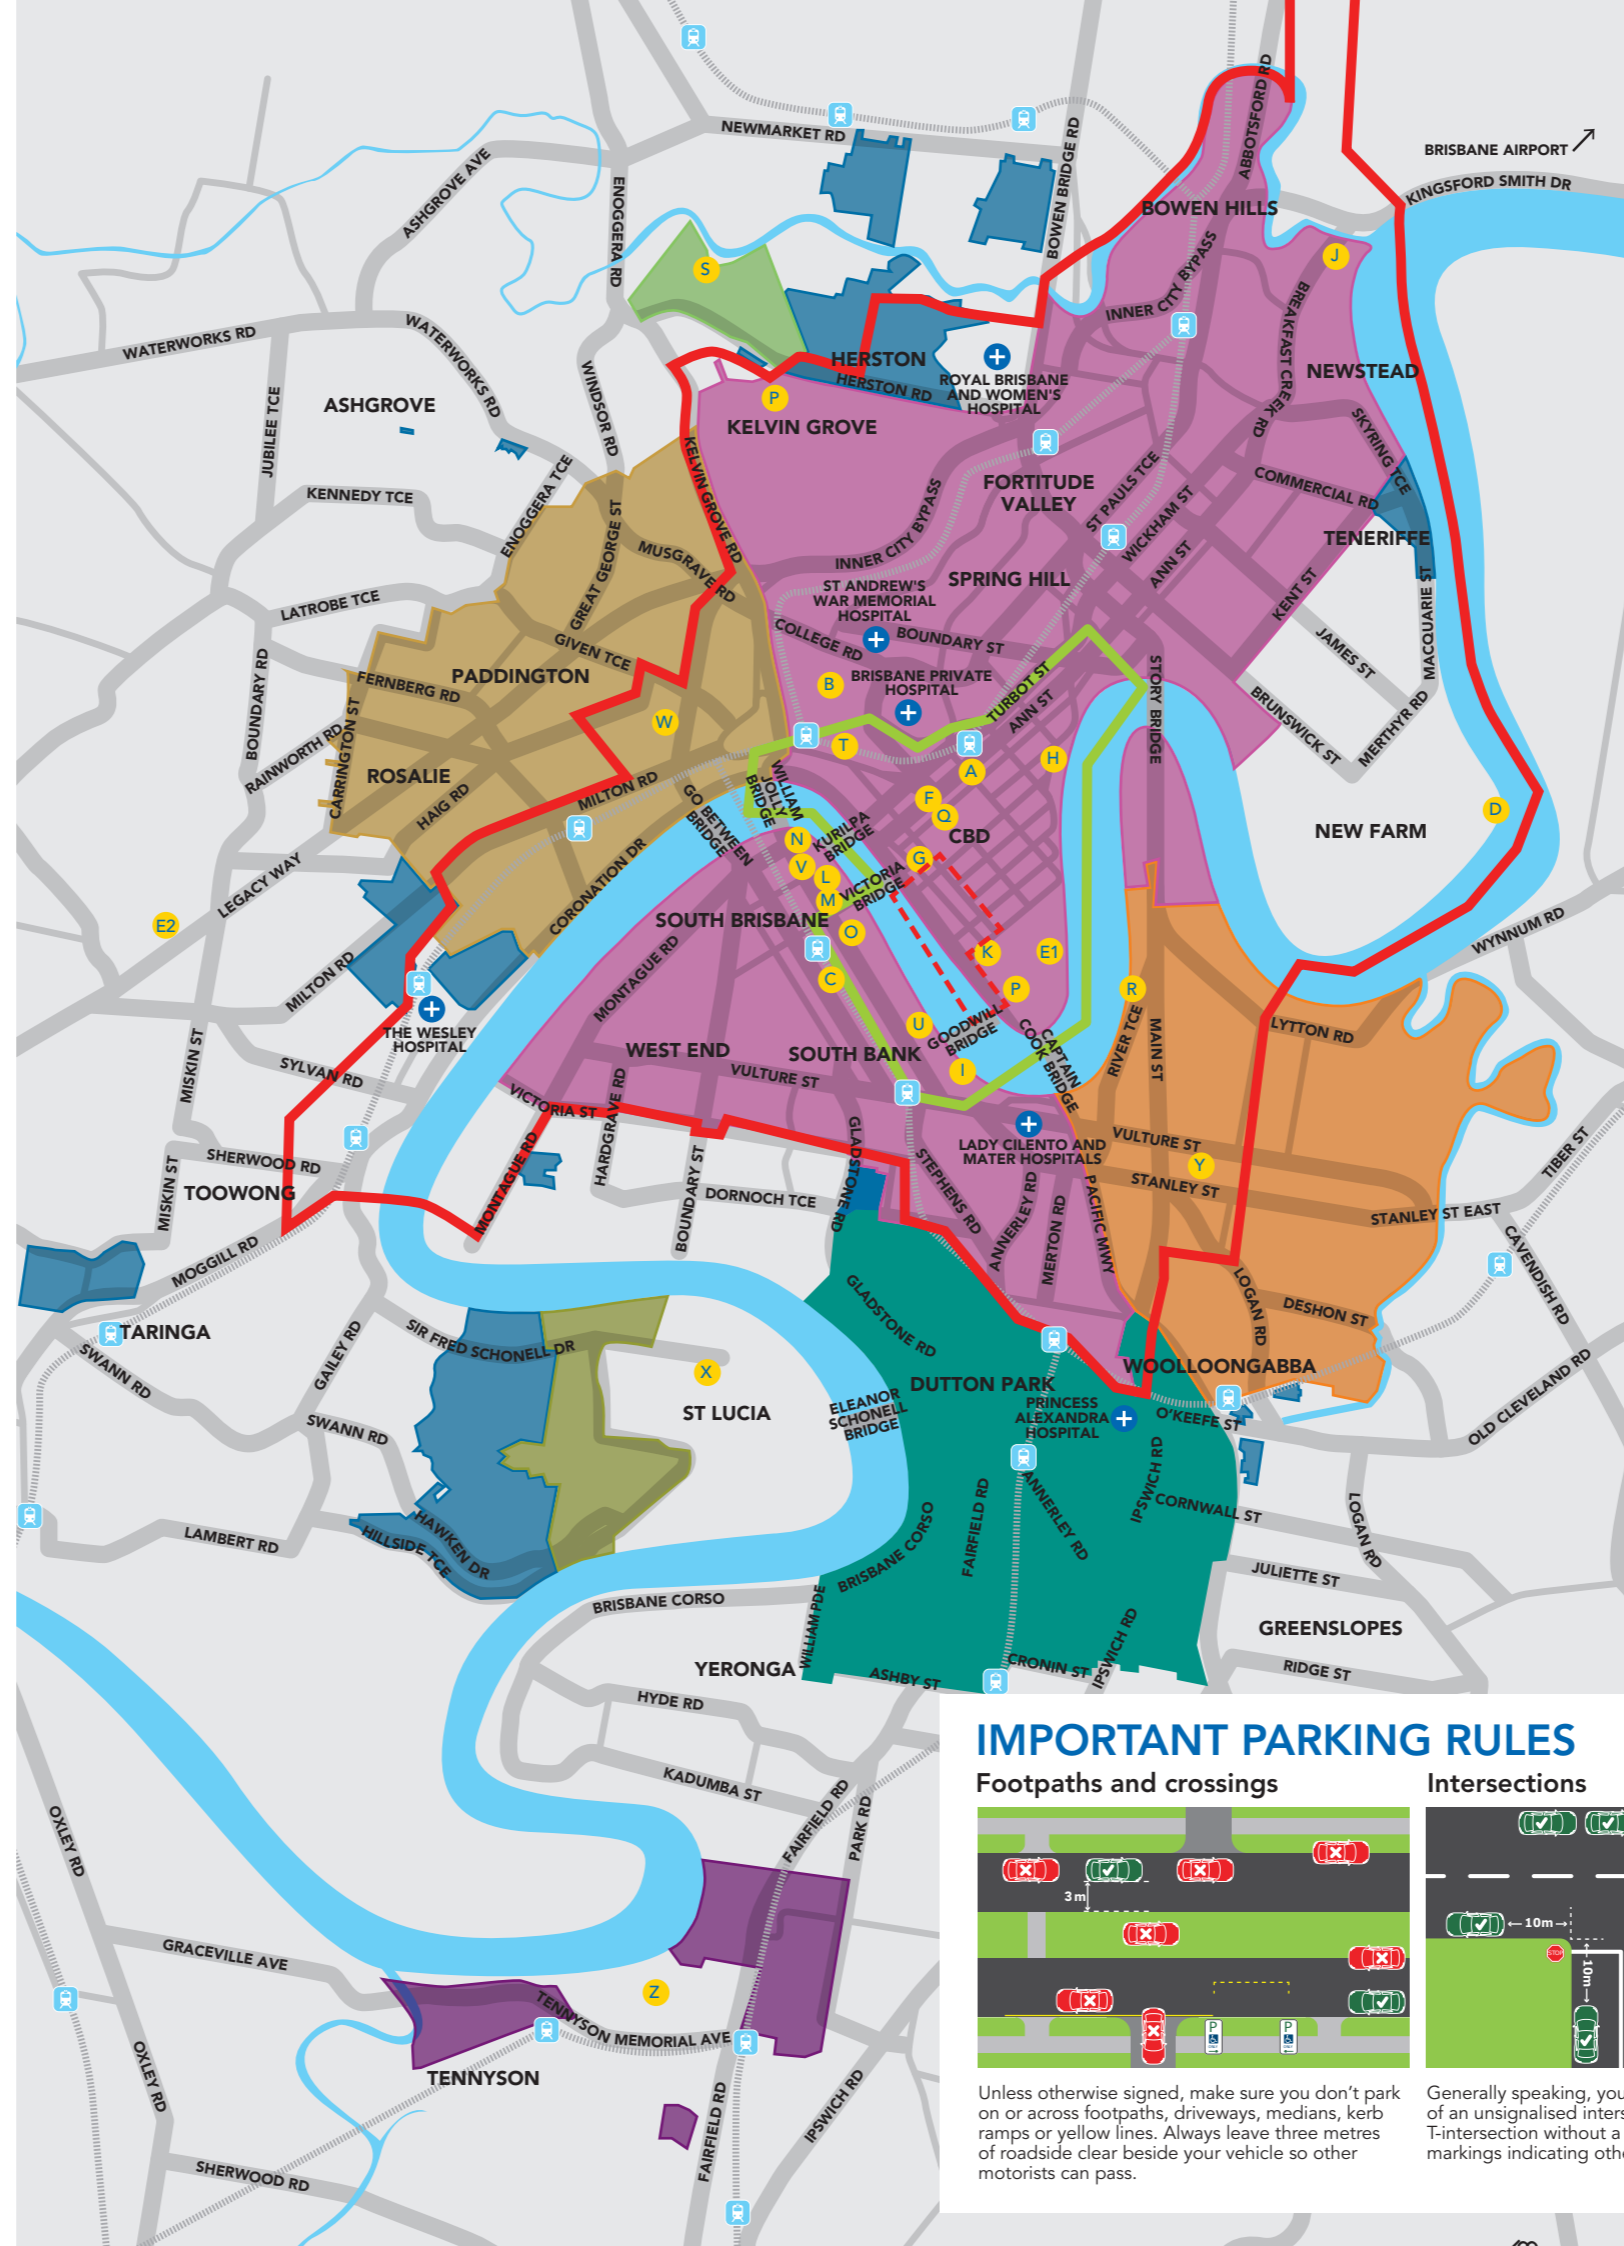 NEWMARKET RD
BOWEN BRIDGE RD
ABBOTSFORD RD
BRISBANE AIRPORT
KINGSFORD SMITH DR
ASHGROVE AVE
ENOGGERA RD
BOWEN HILLS
S
J
INNER CITY BYPASS
BREAKFAST CREEK RD
WATERWORKS RD
WATERWORKS RD
WINDSOR RD
HERSTON
HERSTON RD
ROYAL BRISBANE
AND WOMEN'S
HOSPITAL
NEWSTEAD
JUBILEE TCE
ASHGROVE
P
KELVIN GROVE
KELVIN GROVE RD
SKYRING TCE
KENNEDY TCE
ENOGGERA TCE
FORTITUDE
VALLEY
ST PAULS TCE
WICKHAM ST
COMMERCIAL RD
GREAT GEORGE ST
MUSGRAVE RD
INNER CITY BYPASS
ANN ST
TENERIFFE
SPRING HILL
ST ANDREW'S
WAR MEMORIAL
HOSPITAL
KENT ST
LATROBE TCE
GIVEN TCE
COLLEGE RD
BOUNDARY ST
JAMES ST
MACQUARIE ST
BOUNDARY RD
PADDINGTON
FERNBERG RD
B
BRISBANE PRIVATE
HOSPITAL
TURBOT ST
ANN ST
STORY BRIDGE
BRUNSWICK ST
MERTHYR RD
W
T
RAINWORTH RD
CARRINGTON ST
ROSALIE
HAIG RD
MILTON RD
WILLIAM
JOLLY
BRIDGE
GO BETWEEN
BRIDGE
A
H
F
Q
CBD
D
NEW FARM
N
KURILPA
BRIDGE
V
L
G
M
VICTORIA
BRIDGE
CORONATION DR
LEGACY WAY
E2
SOUTH BRISBANE
O
MONTAGUE RD
C
K
E1
P
R
WYNNUM RD
MILTON RD
THE WESLEY
HOSPITAL
U
GOODWILL
BRIDGE
CAPTAIN
COOK BRIDGE
RIVER TCE
MAIN ST
LYTTON RD
MISKIN ST
SYLVAN RD
WEST END
SOUTH BANK
I
VULTURE ST
VICTORIA ST
HARDGRAVE RD
LADY CILENTO AND
MATER HOSPITALS
VULTURE ST
Y
STANLEY ST
TIBER ST
SHERWOOD RD
TOOWONG
MISKIN ST
MONTAGUE RD
BOUNDARY ST
DORNOCH TCE
GLADSTONE RD
STEPHENS RD
ANNERLEY RD
MERTON RD
PACIFIC MWY
STANLEY ST EAST
CAVENDISH RD
MOGGILL RD
TARINGA
SWANN RD
GAILEY RD
SIR FRED SCHONELL DR
GLADSTONE RD
LOGAN RD
DESHON ST
X
ST LUCIA
DUTTON PARK
WOOLLOONGABBA
ELEANOR
SCHONELL
BRIDGE
PRINCESS
ALEXANDRA
HOSPITAL
O'KEEFE ST
OLD CLEVELAND RD
SWANN RD
HAWKEN DR
HILLSIDE TCE
LAMBERT RD
BRISBANE CORSO
FAIRFIELD RD
ANNERLEY RD
IPSWICH RD
CORNWALL ST
LOGAN RD
JULIETTE ST
BRISBANE CORSO
WILLIAM PDE
GREENSLOPES
YERONGA
ASHBY ST
CRONIN ST
IPSWICH RD
RIDGE ST
HYDE RD
KADUMBA ST
FAIRFIELD RD
PARK RD
OXLEY RD
GRACEVILLE AVE
Z
TENNYSON MEMORIAL AVE
TENNYSON
OXLEY RD
FAIRFIELD RD
IPSWICH RD
SHERWOOD RD
IMPORTANT PARKING RULES
Footpaths and crossings
3m
P
P
Unless otherwise signed, make sure you don't park
on or across footpaths, driveways, medians, kerb
ramps or yellow lines. Always leave three metres
of roadside clear beside your vehicle so other
motorists can pass.
Intersections
10m
STOP
10m
Generally speaking, you
of an unsignalised inters
T-intersection without a
markings indicating othe